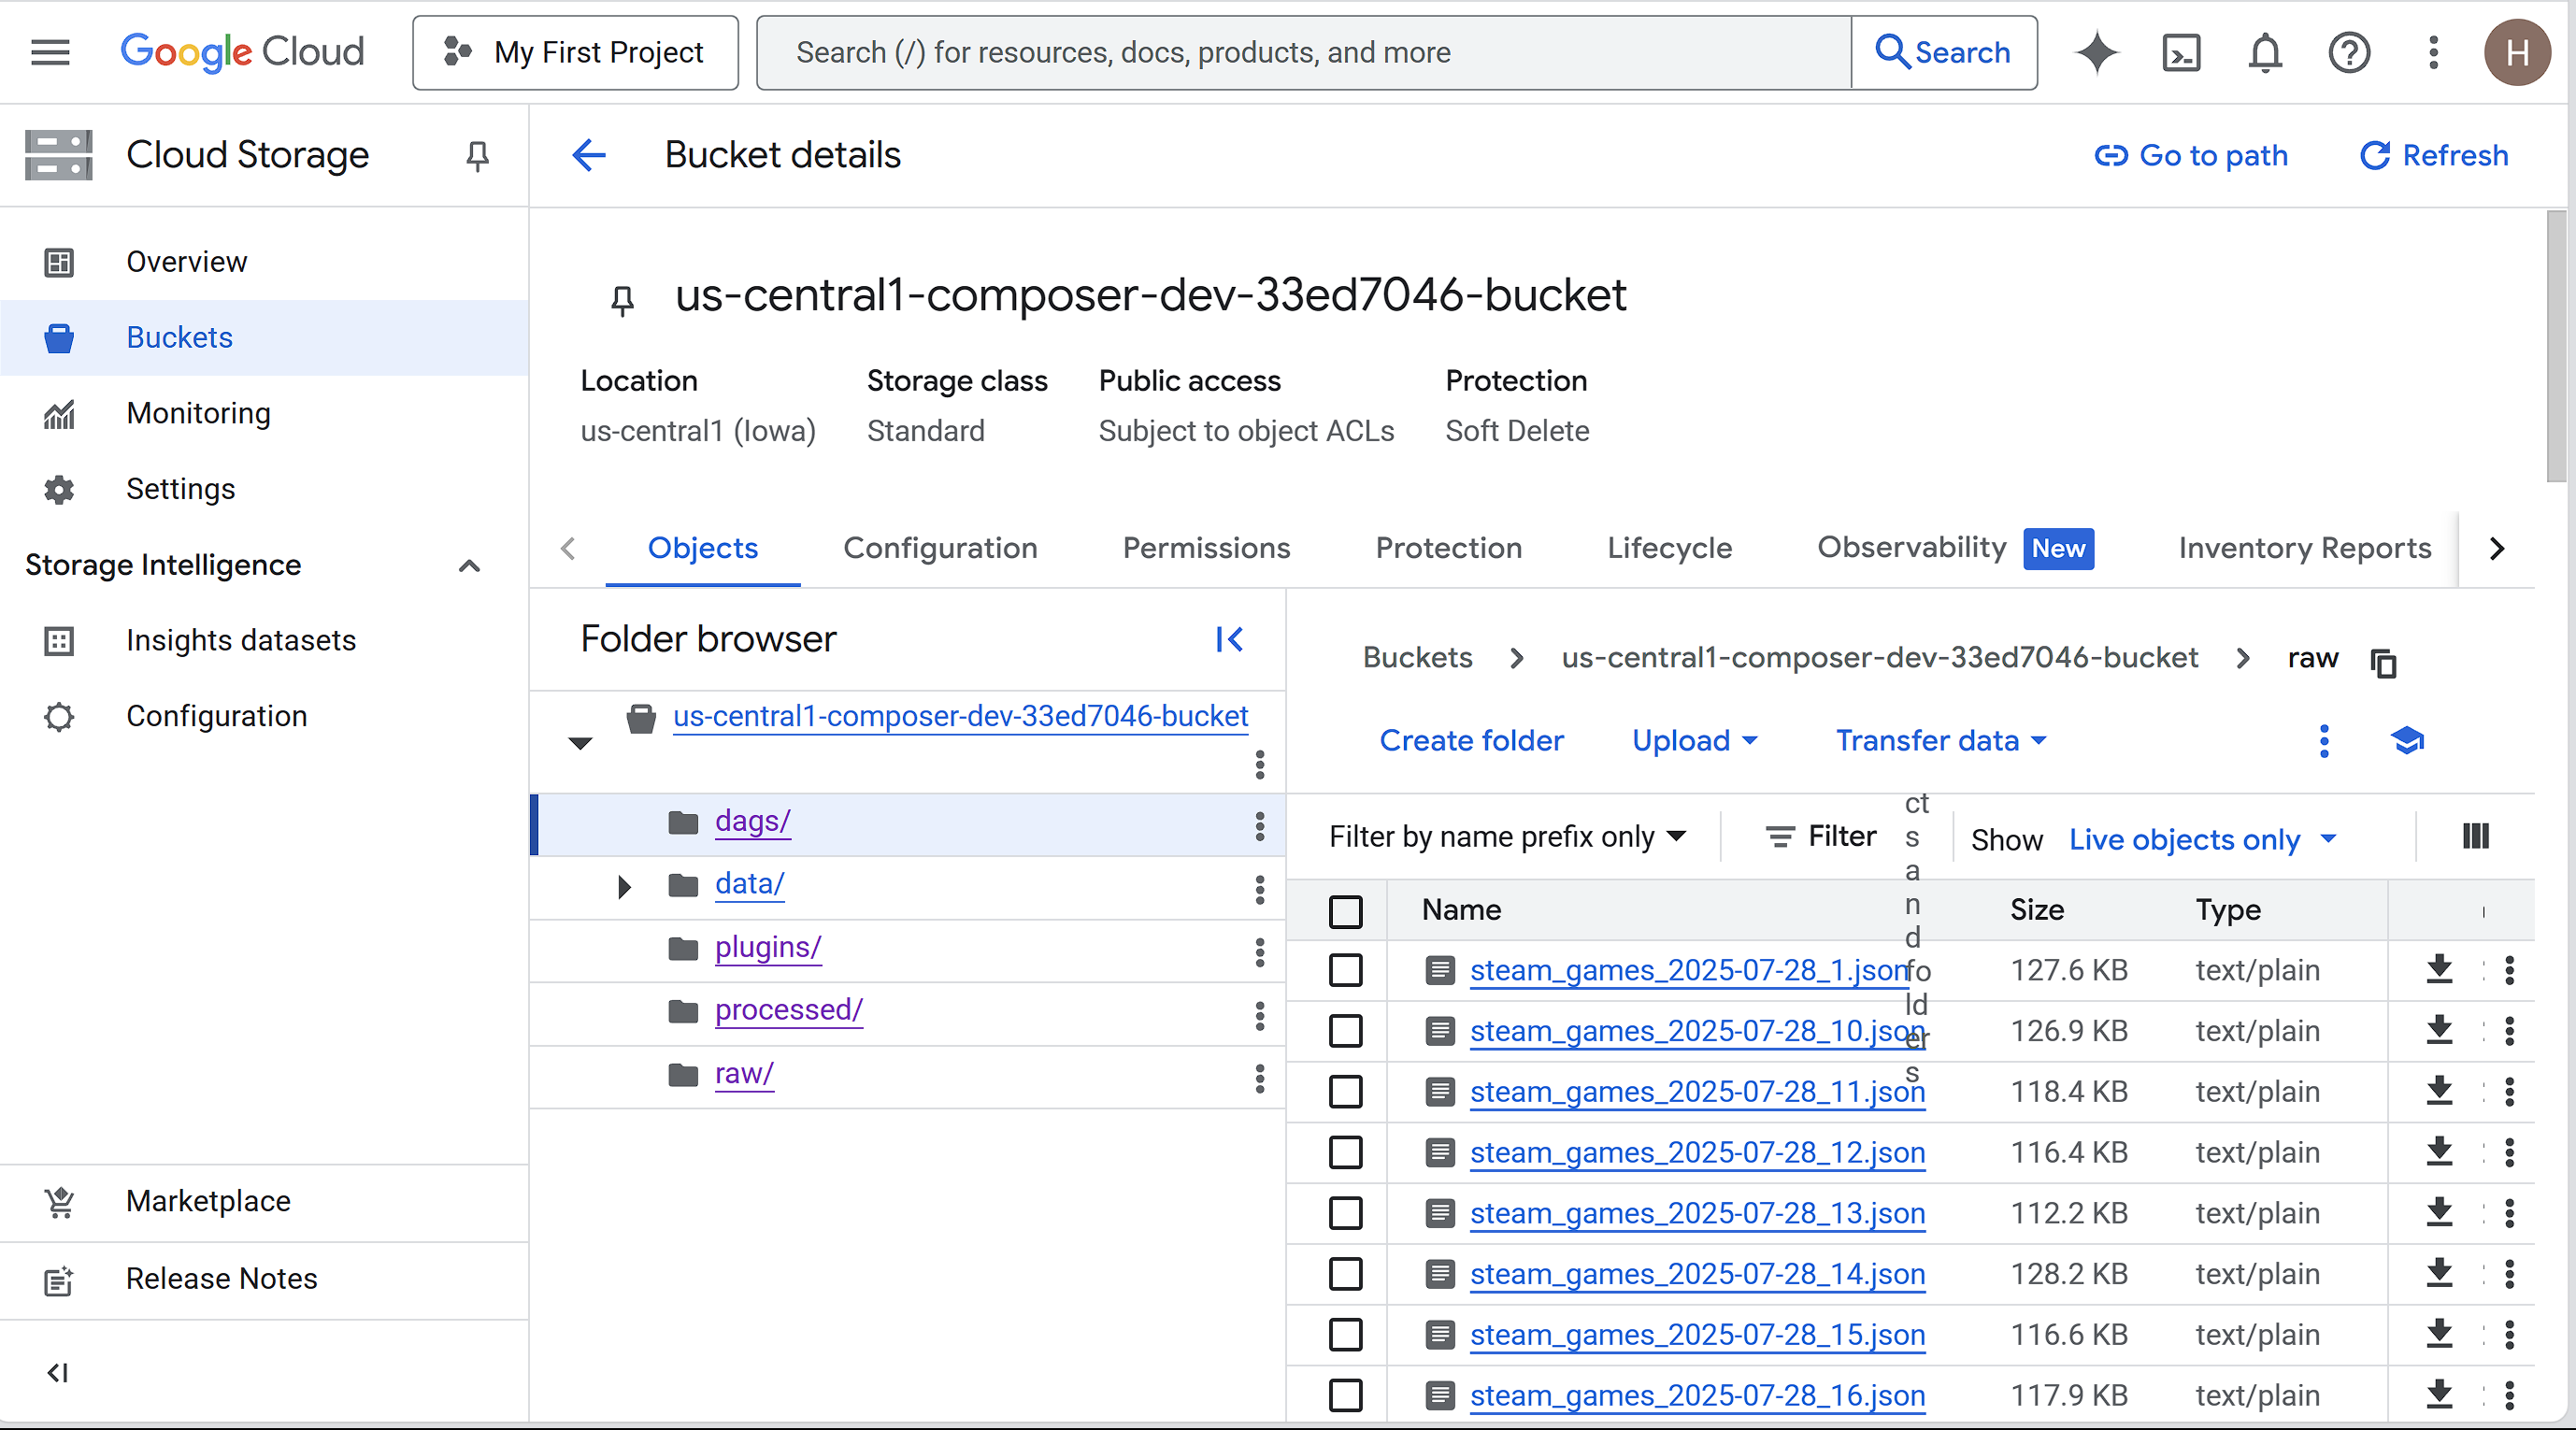 Google Cloud
My First Project
Search (/) for resources, docs, products, and more
Search
H
Cloud Storage
Bucket details
Go to path
Refresh
Overview
Buckets
Monitoring
Settings
Storage Intelligence
Insights datasets
Configuration
Marketplace
Release Notes
us-central1-composer-dev-33ed7046-bucket
Location
Storage class
Public access
Protection
us-central1 (Iowa)
Standard
Subject to object ACLs
Soft Delete
Objects
Configuration
Permissions
Protection
Lifecycle
Observability New
Inventory Reports
Folder browser
us-central1-composer-dev-33ed7046-bucket
dags/
data/
plugins/
processed/
raw/
Buckets > us-central1-composer-dev-33ed7046-bucket > raw
Create folder
Upload
Transfer data
Filter by name prefix only
Filter
ct
s
a
n
d
fo
ld
er
s
Show
Live objects only
Name Size Type
steam_games_2025-07-28_1.json 127.6 KB text/plain
steam_games_2025-07-28_10.json 126.9 KB text/plain
steam_games_2025-07-28_11.json 118.4 KB text/plain
steam_games_2025-07-28_12.json 116.4 KB text/plain
steam_games_2025-07-28_13.json 112.2 KB text/plain
steam_games_2025-07-28_14.json 128.2 KB text/plain
steam_games_2025-07-28_15.json 116.6 KB text/plain
steam_games_2025-07-28_16.json 117.9 KB text/plain